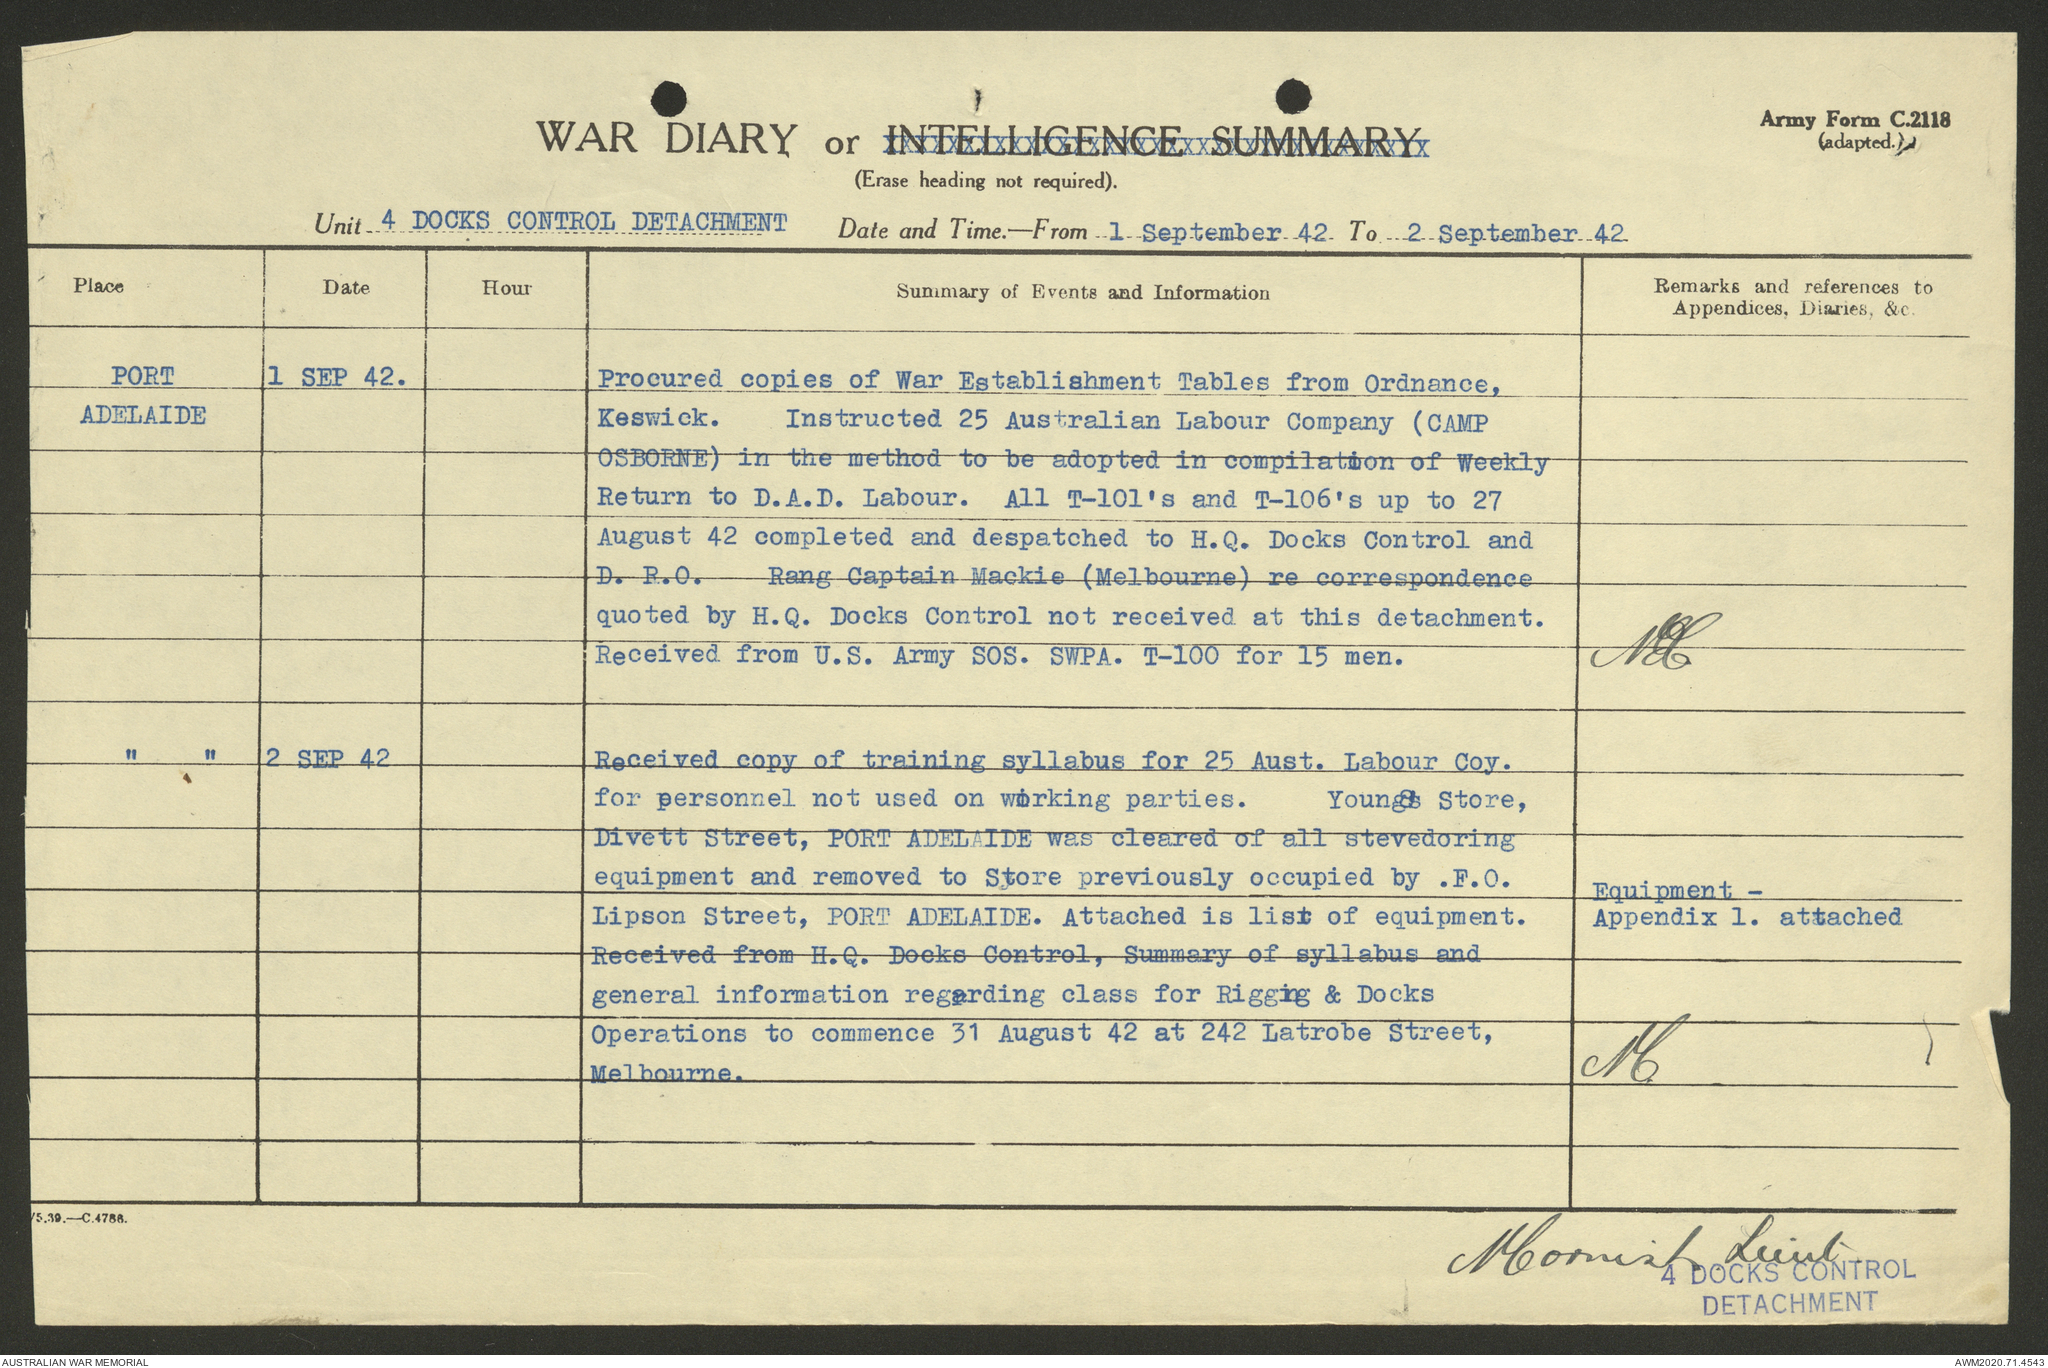 WAR DIARY or INTELLIGENCE SUMMARY
(Erase heading not required).
Army Form C.2118
(adapted.)
Unit 4 DOCKS CONTROL DETACHMENT Date and Time.—From 1 September 42 To 2 September 42
Place Date Hour Summary of Events and Information Remarks and references to
Appendices, Diaries, &c.
PORT 1 SEP 42. Procured copies of War Establishment Tables from Ordnance,
ADELAIDE Keswick. Instructed 25 Australian Labour Company (CAMP
OSBORNE) in the method to be adopted in compilation of Weekly
Return to D.A.D. Labour. All T-101's and T-106's up to 27
August 42 completed and despatched to H.Q. Docks Control and
D. R.O. Rang Captain Mackie (Melbourne) re correspondence
quoted by H.Q. Docks Control not received at this detachment.
Received from U.S. Army SOS. SWPA. T-100 for 15 men.
" " 2 SEP 42 Received copy of training syllabus for 25 Aust. Labour Coy.
for personnel not used on working parties. Youngs Store,
Divett Street, PORT ADELAIDE was cleared of all stevedoring
equipment and removed to Store previously occupied by .F.O.
Equipment -
Lipson Street, PORT ADELAIDE. Attached is list of equipment. Appendix 1. attached
Received from H.Q. Docks Control, Summary of syllabus and
general information regarding class for Rigging & Docks
Operations to commence 31 August 42 at 242 Latrobe Street,
Melbourne.
/5.39.—C.4788.
Lieut
4 DOCKS CONTROL
DETACHMENT
AUSTRALIAN WAR MEMORIAL AWM2020.71.4543